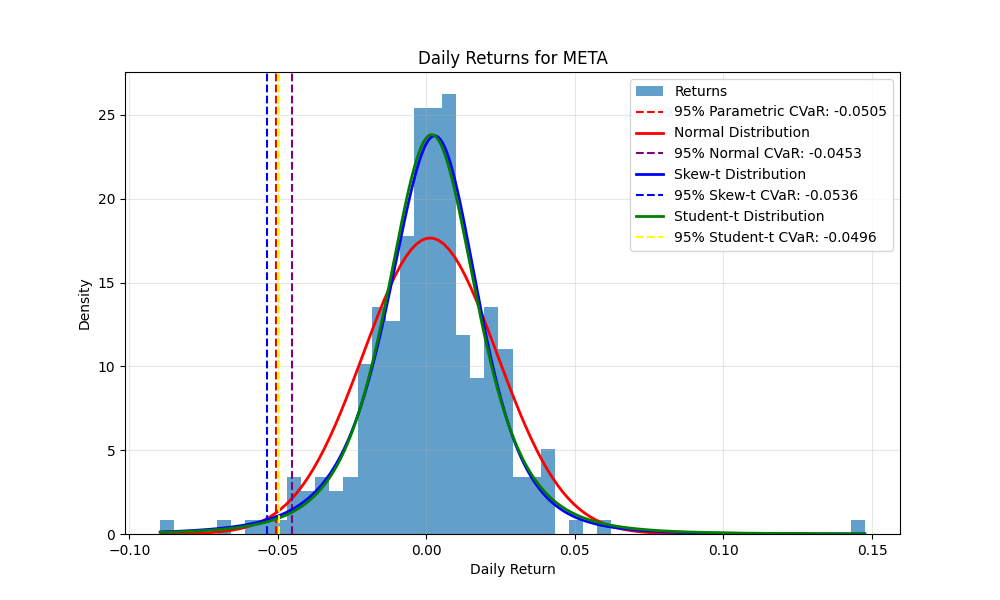 Daily Returns for META
Returns
95% Parametric CVaR: -0.0505
Normal Distribution
95% Normal CVaR: -0.0453
Skew-t Distribution
95% Skew-t CVaR: -0.0536
Student-t Distribution
95% Student-t CVaR: -0.0496
Density
25
20
15
10
5
0
−0.10
−0.05
0.00
0.05
0.10
0.15
Daily Return